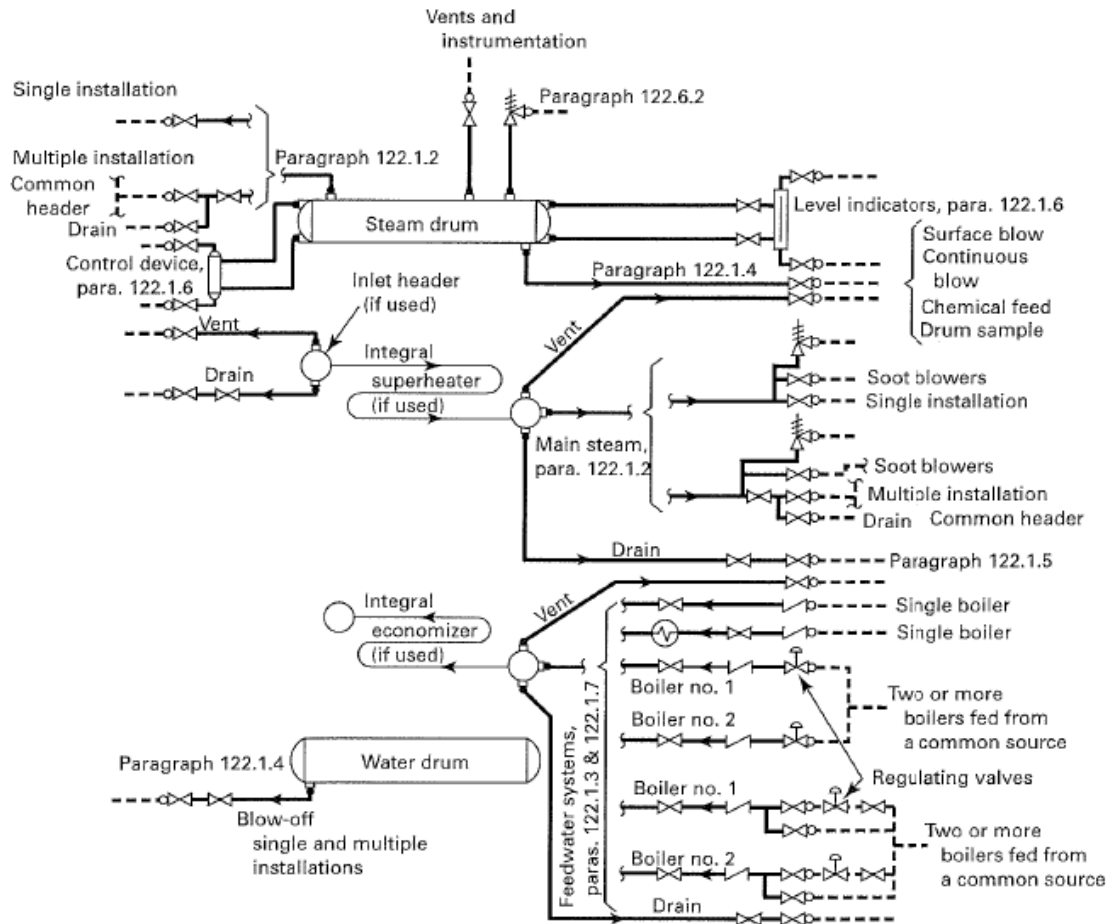 Vents and
instrumentation
Single installation
Paragraph 122.6.2
Multiple installation
Paragraph 122.1.2
Common
header
Drain
Steam drum
Level indicators, para. 122.1.6
Control device,
para. 122.1.6
Surface blow
Continuous
blow
Chemical feed
Drum sample
Paragraph 122.1.4
Inlet header
(if used)
Vent
Integral
superheater
(if used)
Drain
Vent
Soot blowers
Single installation
Main steam,
para. 122.1.2
Soot blowers
Multiple installation
Drain Common header
Drain
Paragraph 122.1.5
Vent
Integral
economizer
(if used)
Single boiler
Single boiler
Feedwater systems,
paras. 122.1.3 & 122.1.7
Boiler no. 1
Boiler no. 2
Two or more
boilers fed from
a common source
Regulating valves
Paragraph 122.1.4
Water drum
Blow-off
single and multiple
installations
Boiler no. 1
Boiler no. 2
Two or more
boilers fed from
a common source
Drain